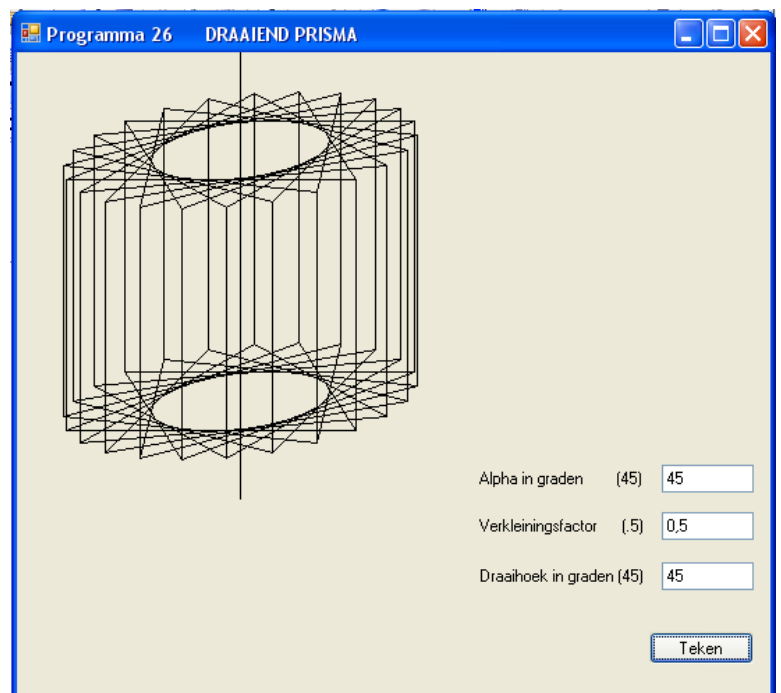 Programma 26 DRAAIEND PRISMA
Alpha in graden (45) 45
Verkleiningsfactor (.5) 0,5
Draaihoek in graden (45) 45
Teken